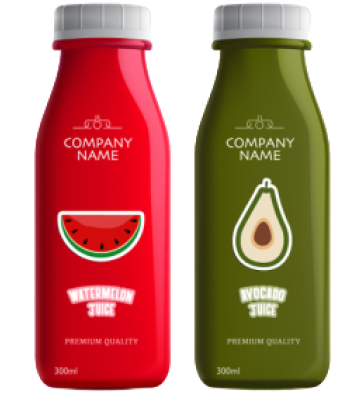 COMPANY
NAME
WATERMELON
JUICE
PREMIUM QUALITY
300ml
COMPANY
NAME
AVOCADO
JUICE
PREMIUM QUALITY
300ml